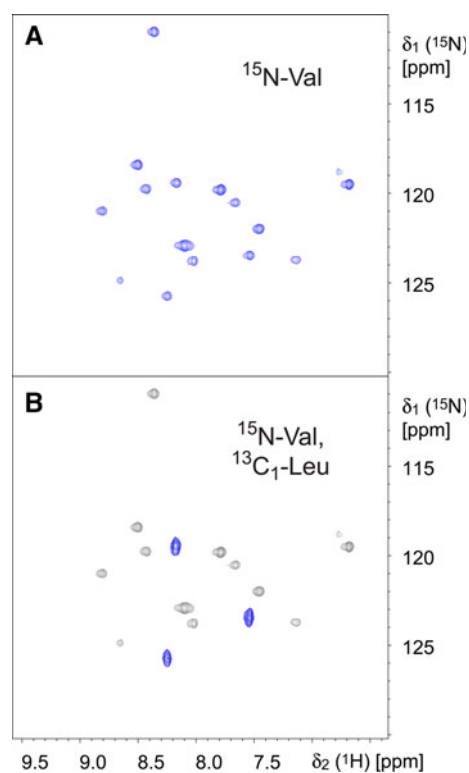 A
δ₁ (¹⁵N)
[ppm]
¹⁵N-Val
115
120
125
B
δ₁ (¹⁵N)
[ppm]
¹⁵N-Val,
¹³C₁-Leu
115
120
125
9.5 9.0 8.5 8.0 7.5 δ₂ (¹H) [ppm]